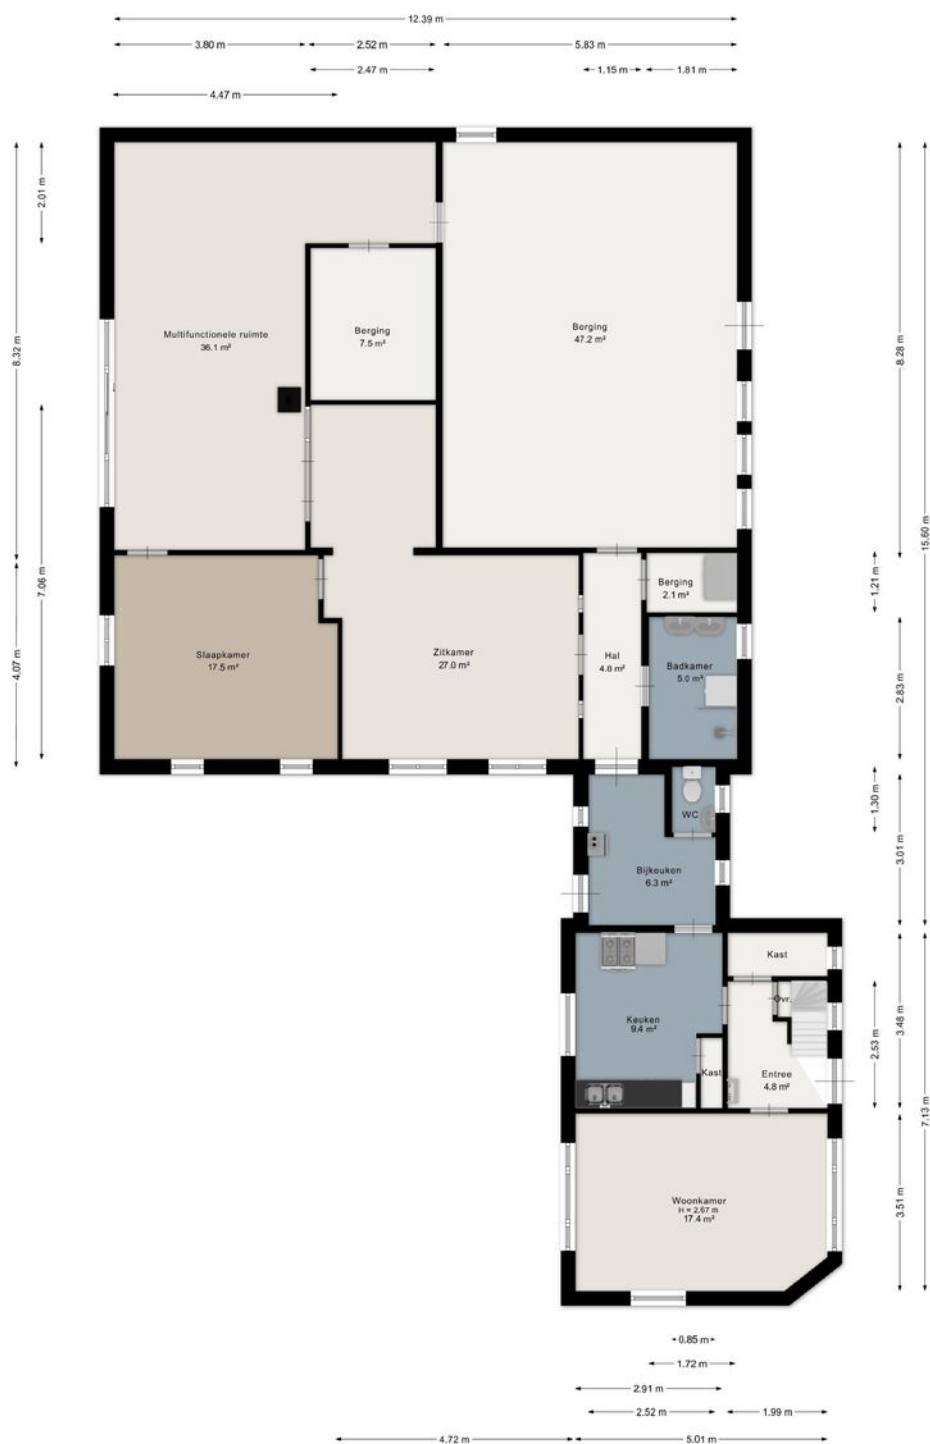 12.39 m
3.80 m
2.52 m
5.83 m
2.47 m
1.15 m
1.81 m
4.47 m
2.01 m
8.32 m
7.06 m
4.07 m
8.28 m
15.60 m
1.21 m
2.83 m
1.30 m
3.01 m
3.48 m
2.53 m
7.13 m
3.51 m
Multifunctionele ruimte
36.1 m²
Berging
7.5 m²
Berging
47.2 m²
Berging
2.1 m²
Slaapkamer
17.5 m²
Zitkamer
27.0 m²
Hal
4.8 m²
Badkamer
5.0 m²
WC
Bijkeuken
6.3 m²
Kast
Ovr.
Keuken
9.4 m²
Kast
Entree
4.8 m²
Woonkamer
H = 2.67 m
17.4 m²
0.85 m
1.72 m
2.91 m
2.52 m
1.99 m
4.72 m
5.01 m